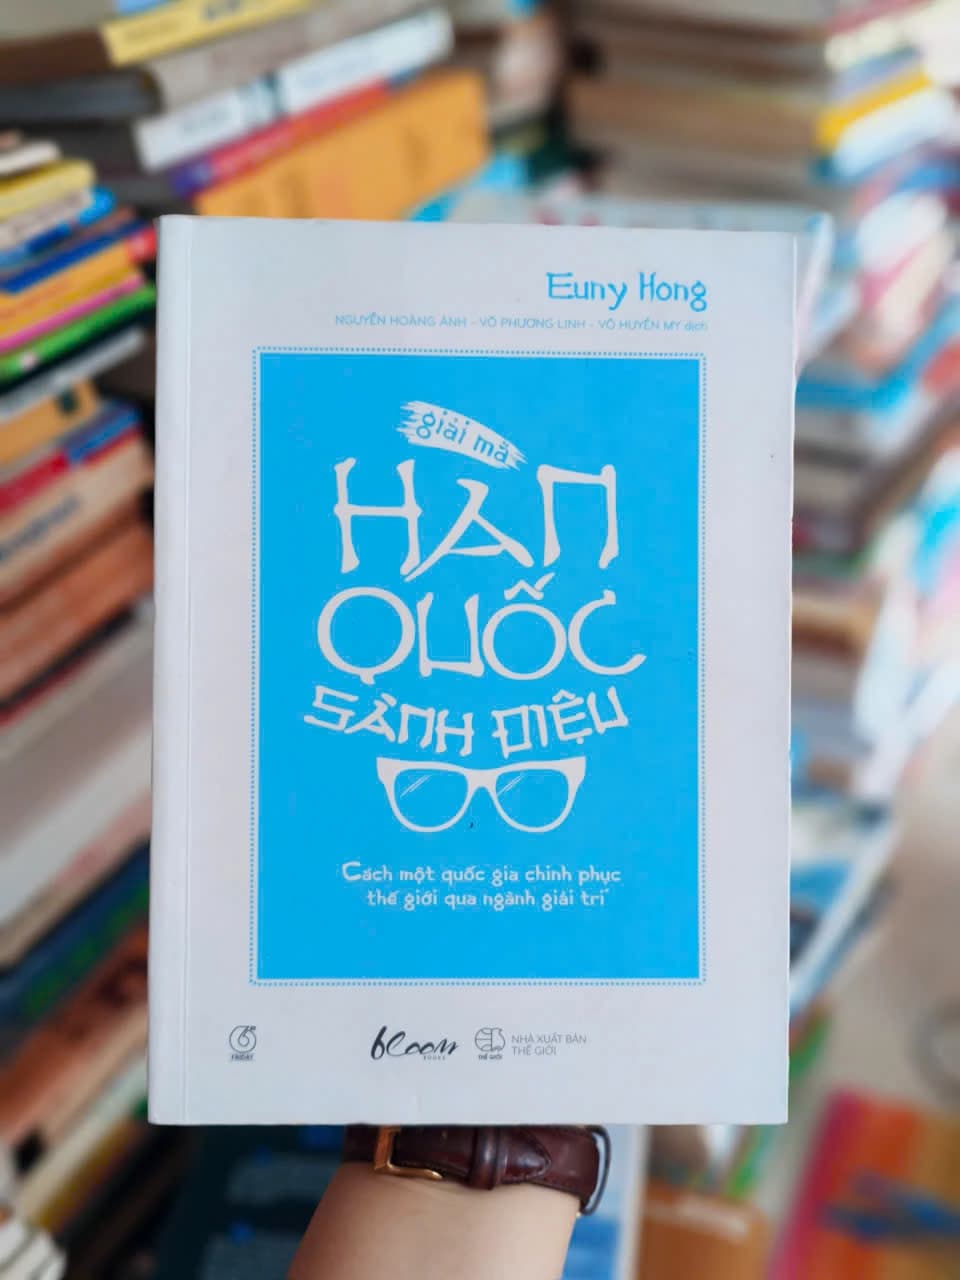 Euny Hong
NGUYỄN HOÀNG ÁNH - VÕ PHƯƠNG LINH - VÕ HUYỀN MY dịch
giải mã
HÀN
QUỐC
SÀNH ĐIỆU
Cách một quốc gia chinh phục
thế giới qua ngành giải trí
FRIDAY
bloom
BOOKS
THẾ GIỚI
NHÀ XUẤT BẢN
THẾ GIỚI